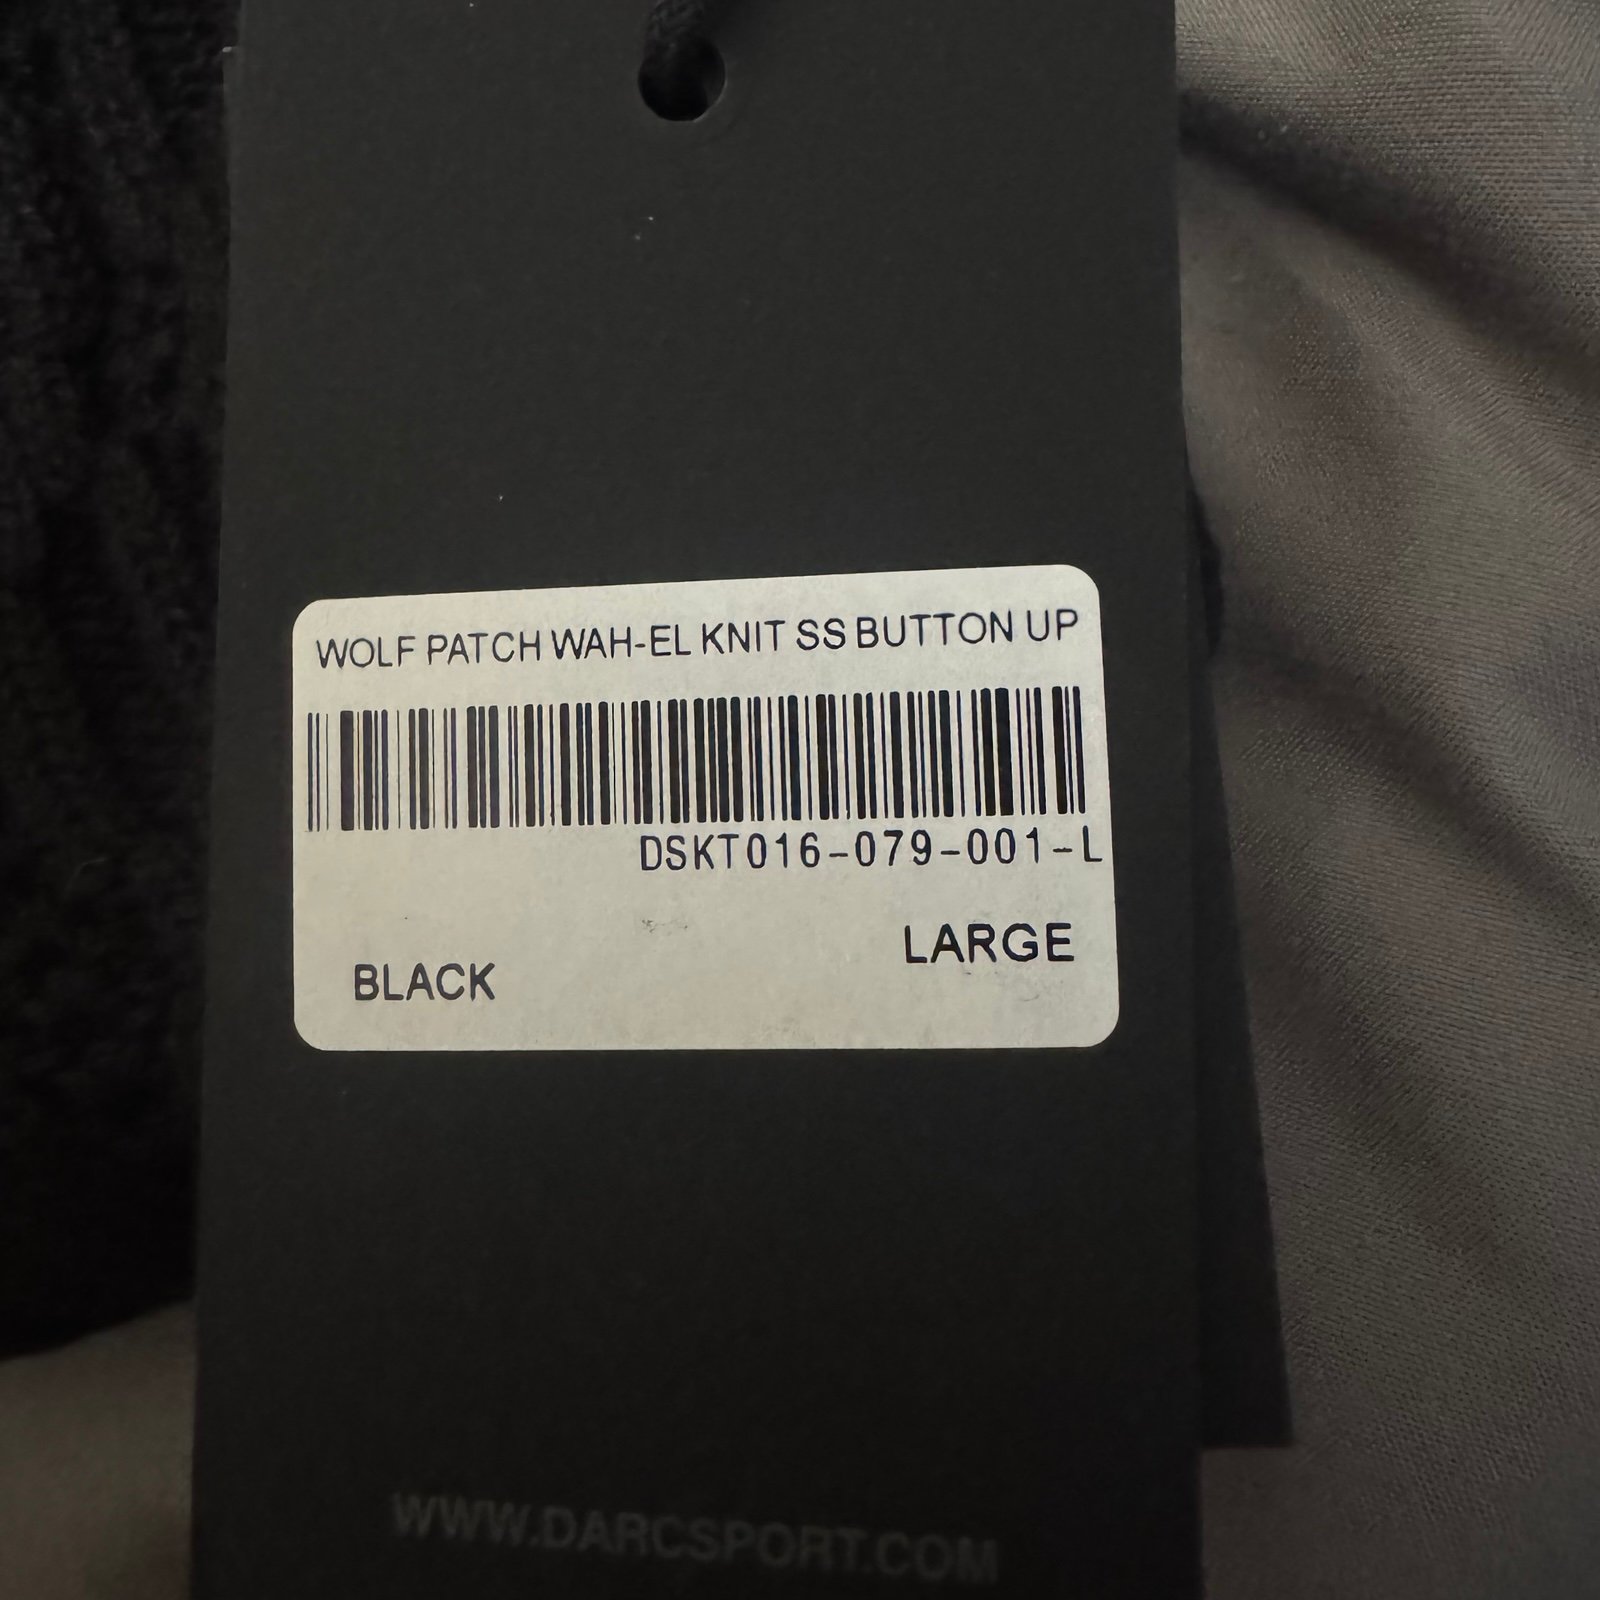 WOLF PATCH WAH-EL KNIT SS BUTTON UP
DSKT016-079-001-L
LARGE
BLACK
WWW.DARCSPORT.COM